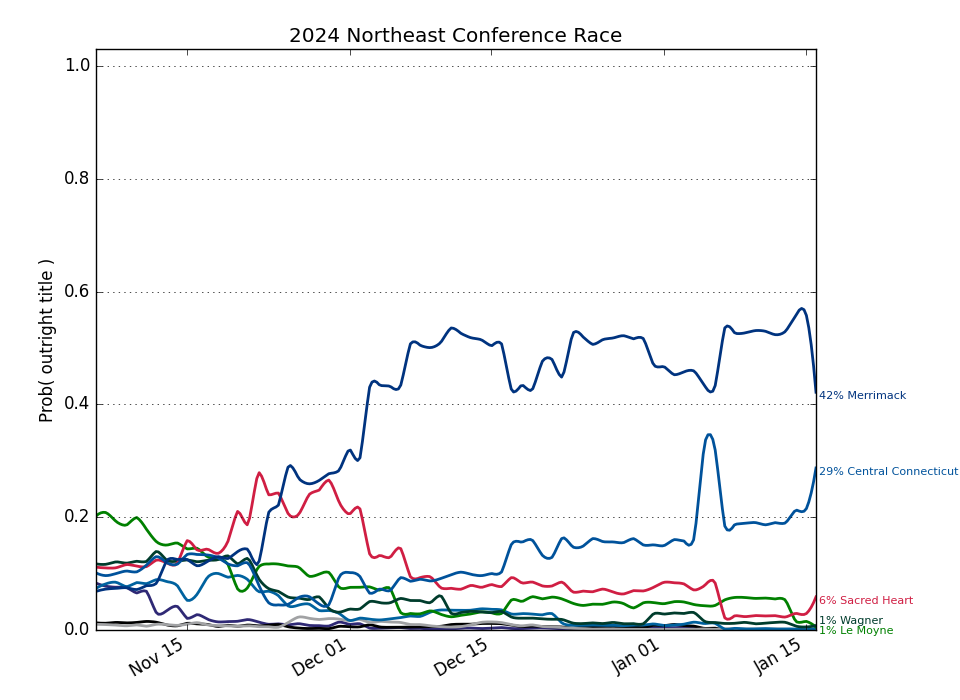 2024 Northeast Conference Race
Prob( outright title )
1.0
0.8
0.6
0.4
0.2
0.0
Nov 15
Dec 01
Dec 15
Jan 01
Jan 15
42% Merrimack
29% Central Connecticut
6% Sacred Heart
1% Wagner
1% Le Moyne